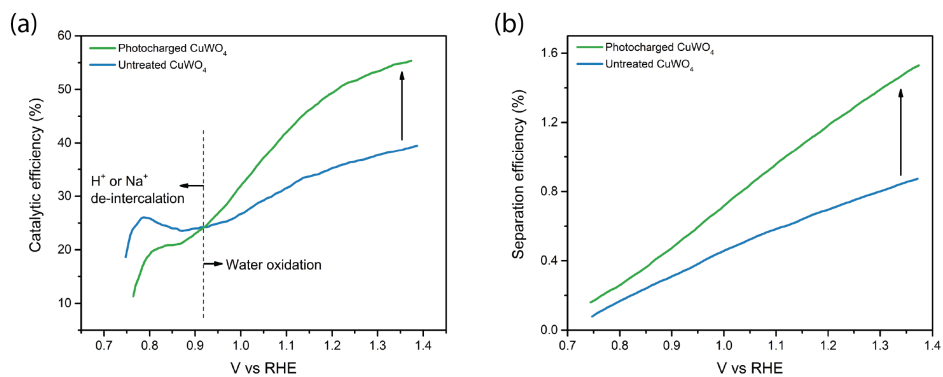 (a)
Photocharged CuWO₄
Untreated CuWO₄
Catalytic efficiency (%)
60
50
40
30
20
10
H⁺ or Na⁺
de-intercalation
Water oxidation
0.7 0.8 0.9 1.0 1.1 1.2 1.3 1.4
V vs RHE
(b)
Photocharged CuWO₄
Untreated CuWO₄
Separation efficiency (%)
1.6
1.2
0.8
0.4
0.0
0.7 0.8 0.9 1.0 1.1 1.2 1.3 1.4
V vs RHE